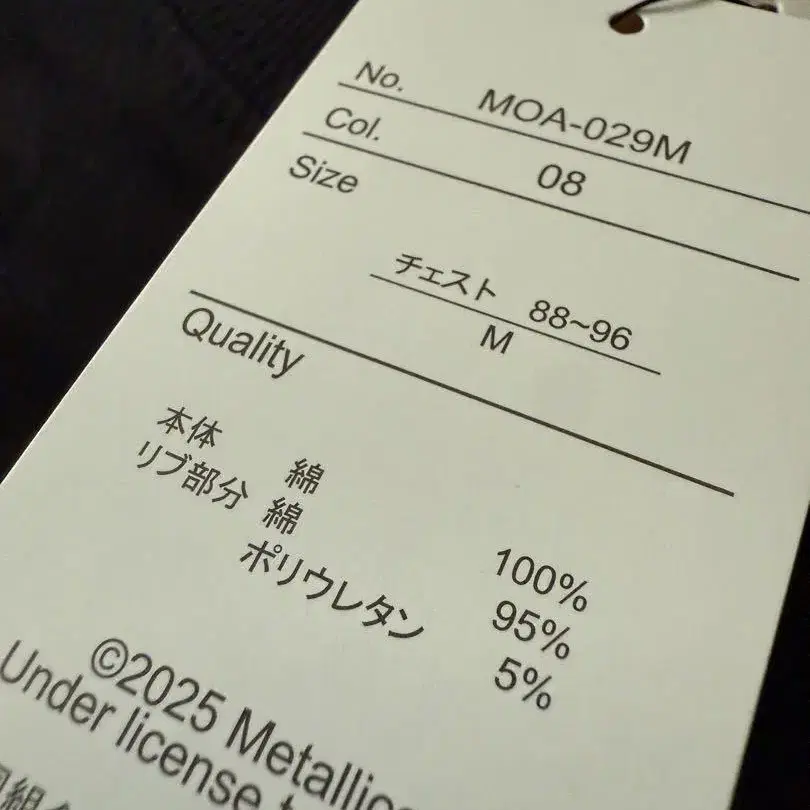 No. MOA-029M
Col. 08
Size
チェスト 88~96
M
Quality
本体 綿 100%
リブ部分 綿 95%
ポリウレタン 5%
©2025 Metallica
Under license